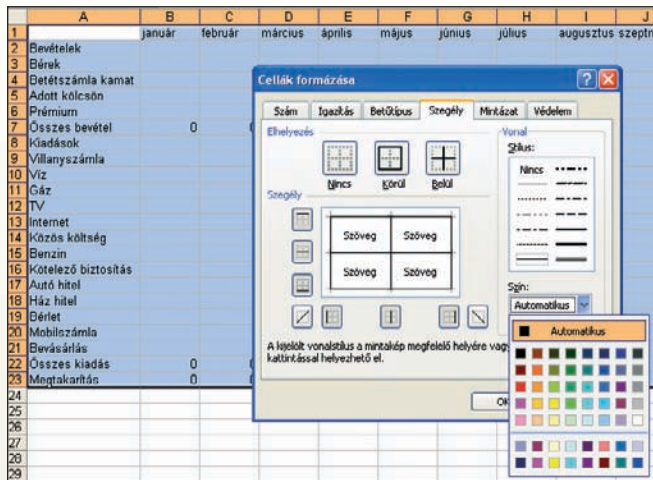 A B C D E F G H I J
1 január február március április május június július augusztus szeptm
2 Bevételek
3 Bérek
4 Betétszámla kamat
5 Adott kölcsön
6 Prémium
7 Összes bevétel 0
8 Kiadások
9 Villanyszámla
10 Víz
11 Gáz
12 TV
13 Internet
14 Közös költség
15 Benzin
16 Kötelező biztosítás
17 Autó hitel
18 Ház hitel
19 Bérlet
20 Mobilszámla
21 Bevásárlás
22 Összes kiadás 0
23 Megtakarítás 0
24
25
26
27
28
29
Cellák formázása
Szám Igazítás Betűtípus Szegély Mintázat Védelem
Elhelyezés
Nincs Körül Belül
Szegély
Szöveg Szöveg
Szöveg Szöveg
Vonal
Stílus:
Nincs
Szín:
Automatikus
Automatikus
A kijelölt vonalstílus a mintakép megfelelő helyére vagy
kattintással helyezhető el.
OK